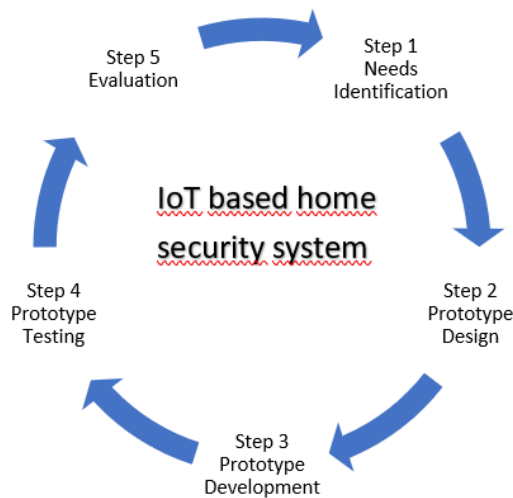 Step 1
Needs
Identification
Step 2
Prototype
Design
Step 3
Prototype
Development
Step 4
Prototype
Testing
Step 5
Evaluation
IoT based home
security system